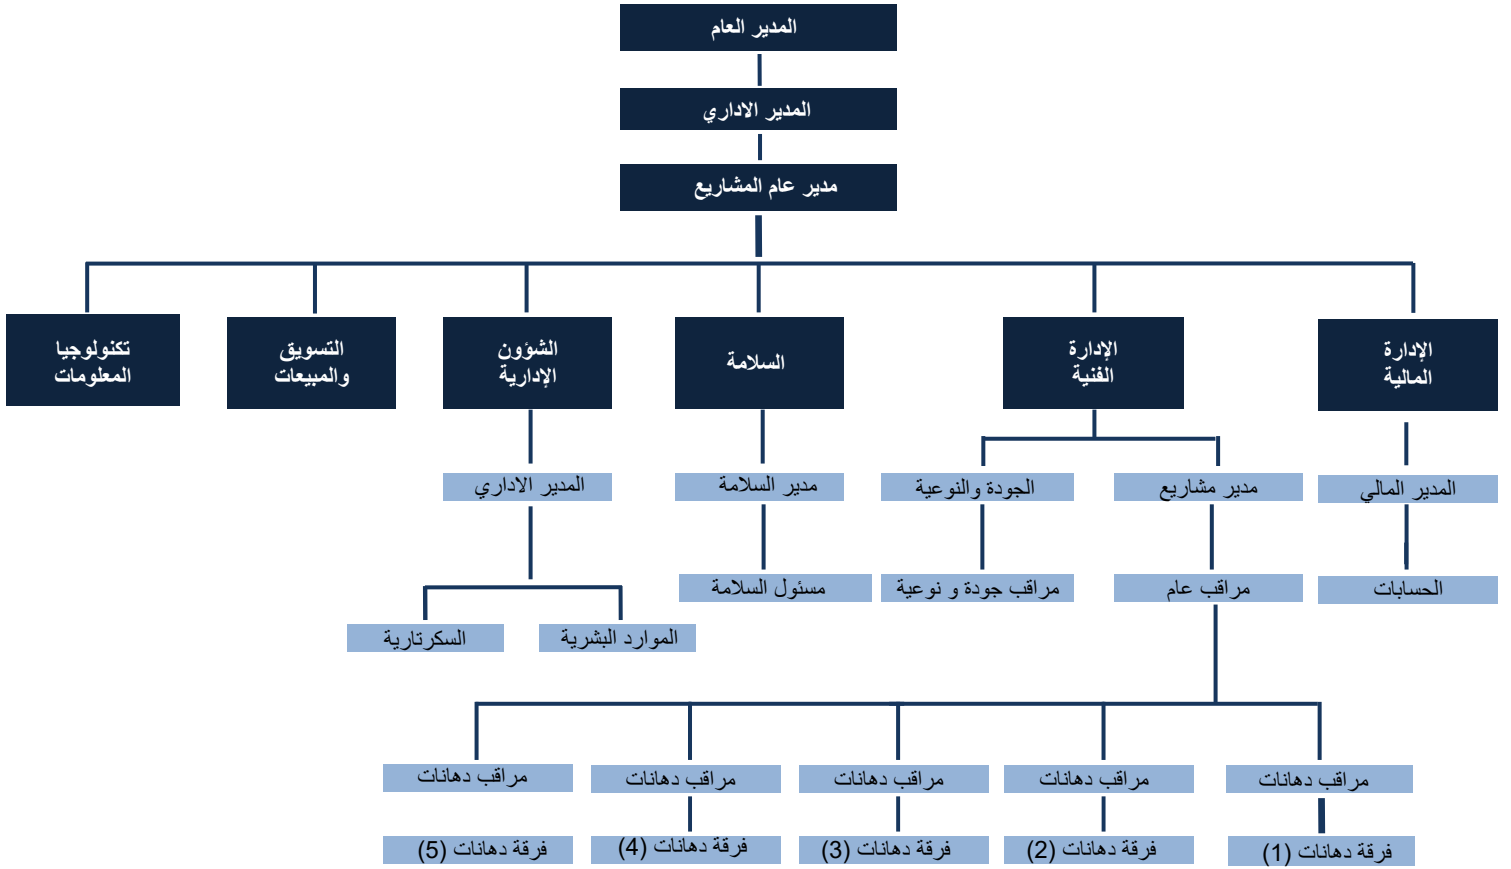 المدير العام
المدير الاداري
مدير عام المشاريع
الإدارة
المالية
الإدارة
الفنية
السلامة
الشؤون
الإدارية
التسويق
والمبيعات
تكنولوجيا
المعلومات
المدير المالي
مدير مشاريع
الجودة والنوعية
مدير السلامة
المدير الاداري
الحسابات
مراقب عام
مراقب جودة و نوعية
مسئول السلامة
الموارد البشرية
السكرتارية
مراقب دهانات
مراقب دهانات
مراقب دهانات
مراقب دهانات
مراقب دهانات
فرقة دهانات (1)
فرقة دهانات (2)
فرقة دهانات (3)
فرقة دهانات (4)
فرقة دهانات (5)